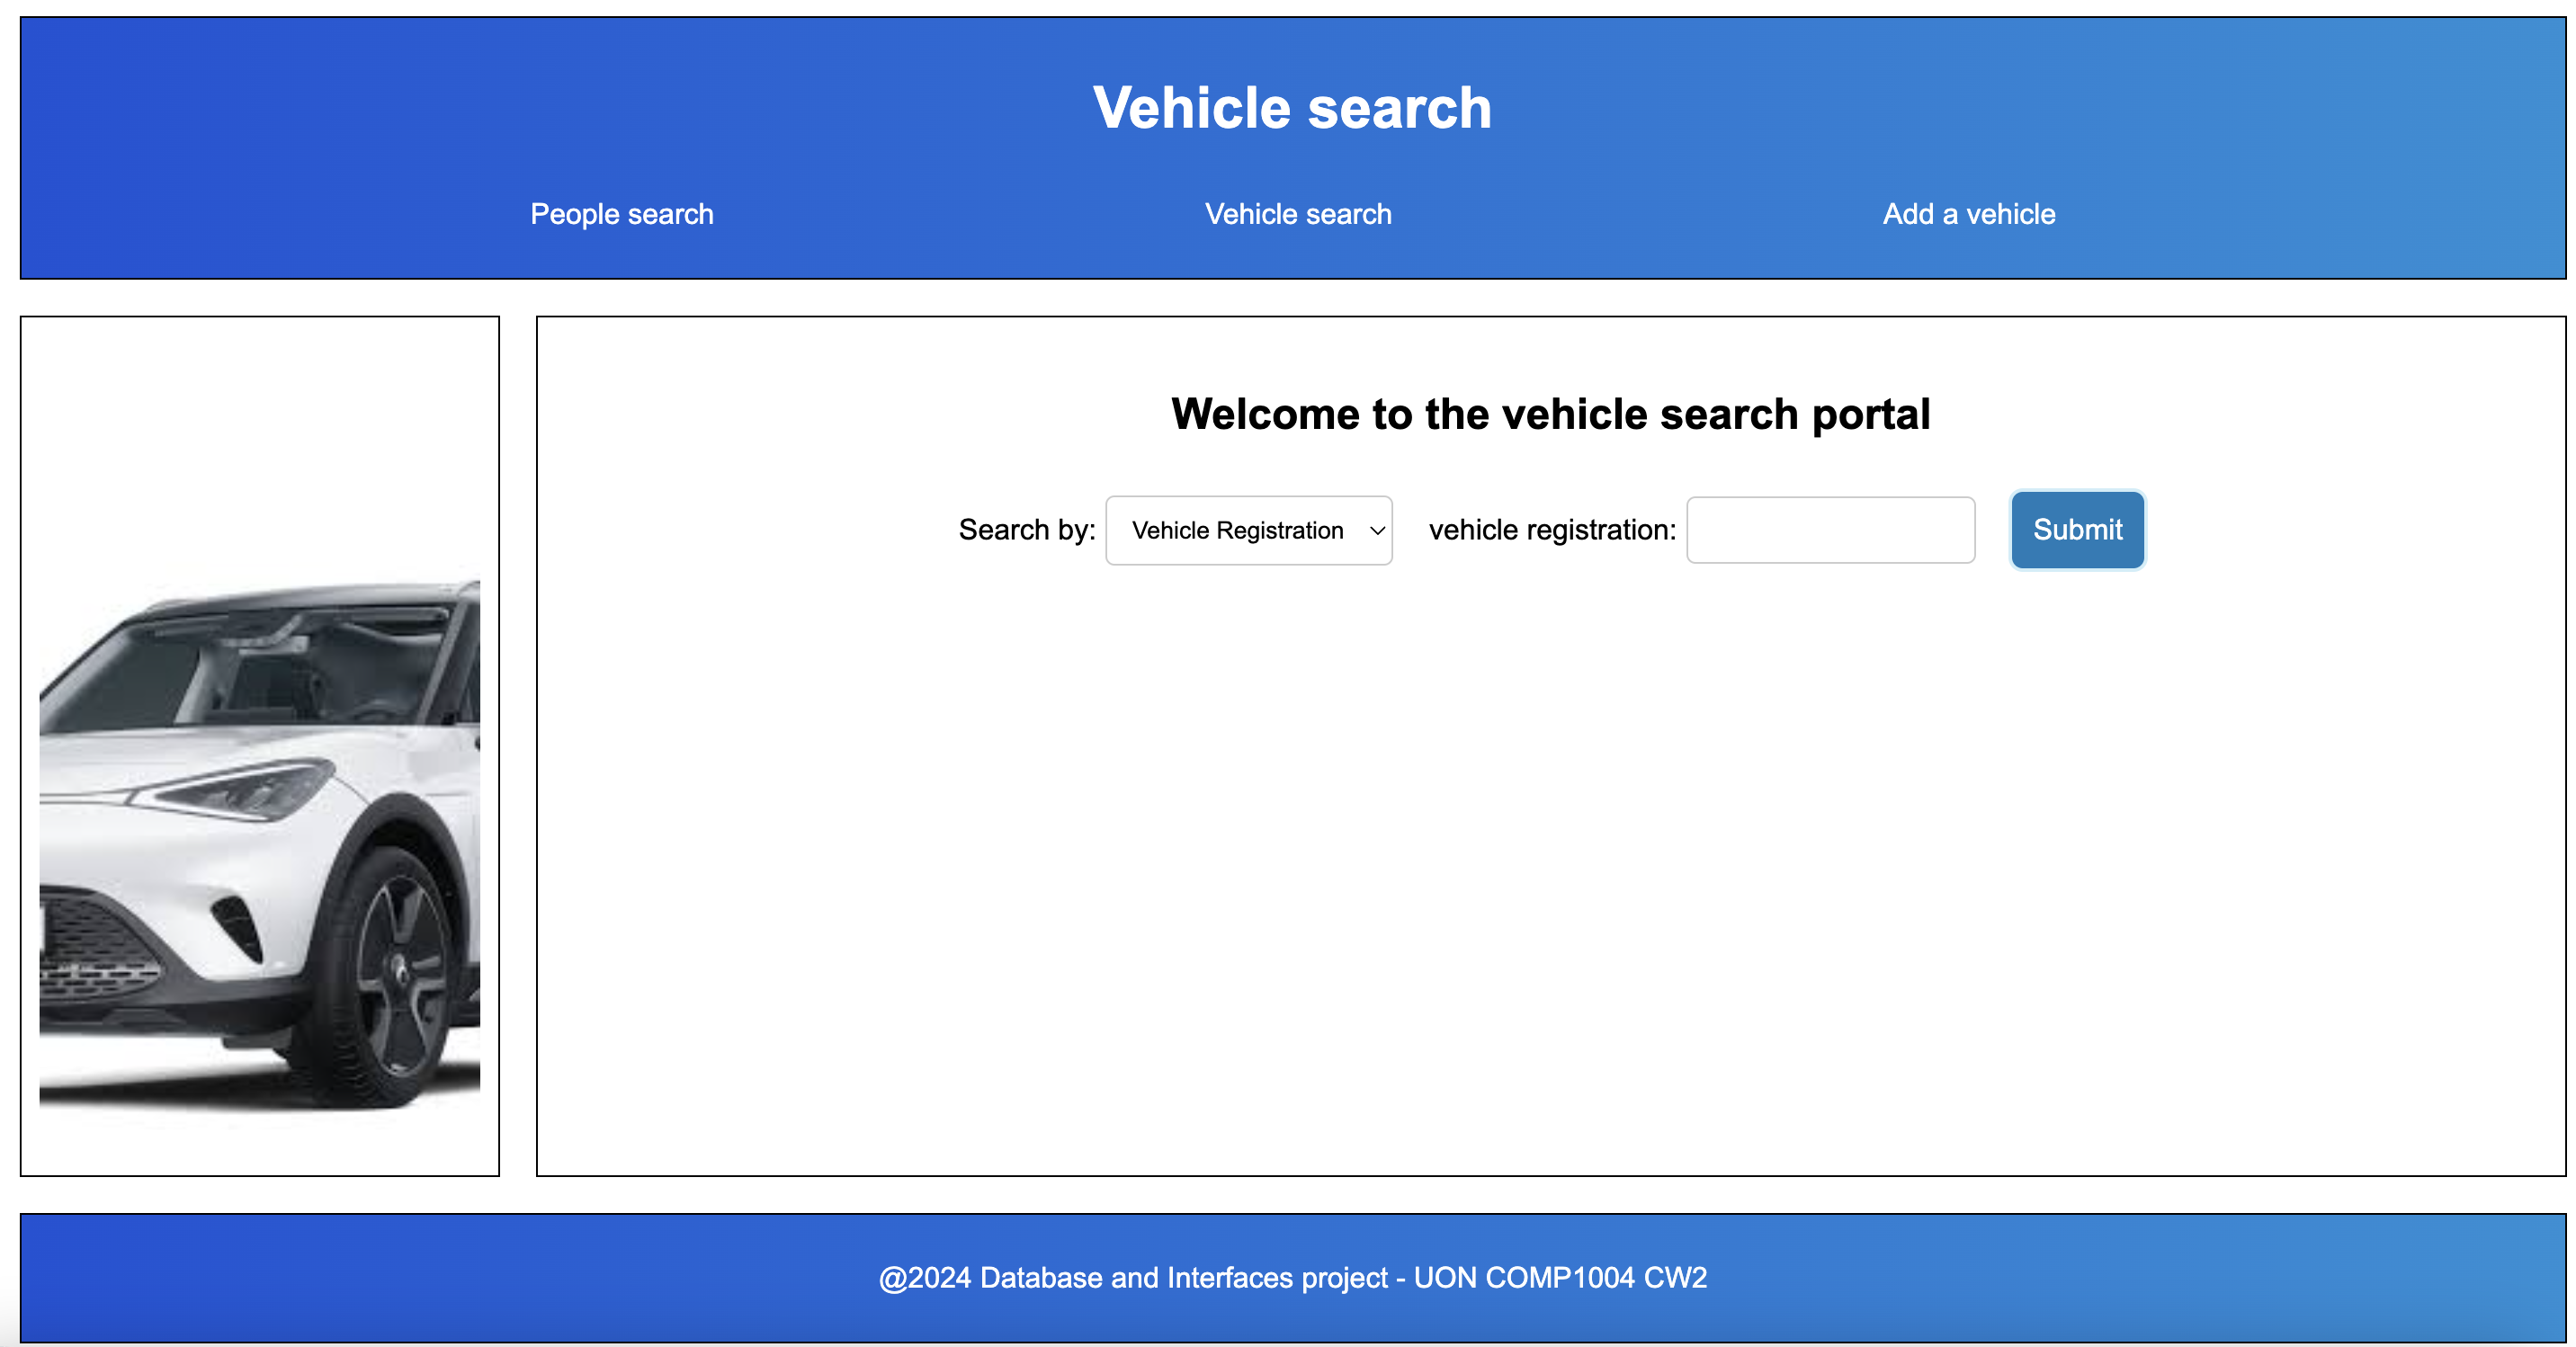 Vehicle search
People search Vehicle search Add a vehicle
Welcome to the vehicle search portal
Search by: Vehicle Registration vehicle registration: Submit
@2024 Database and Interfaces project - UON COMP1004 CW2